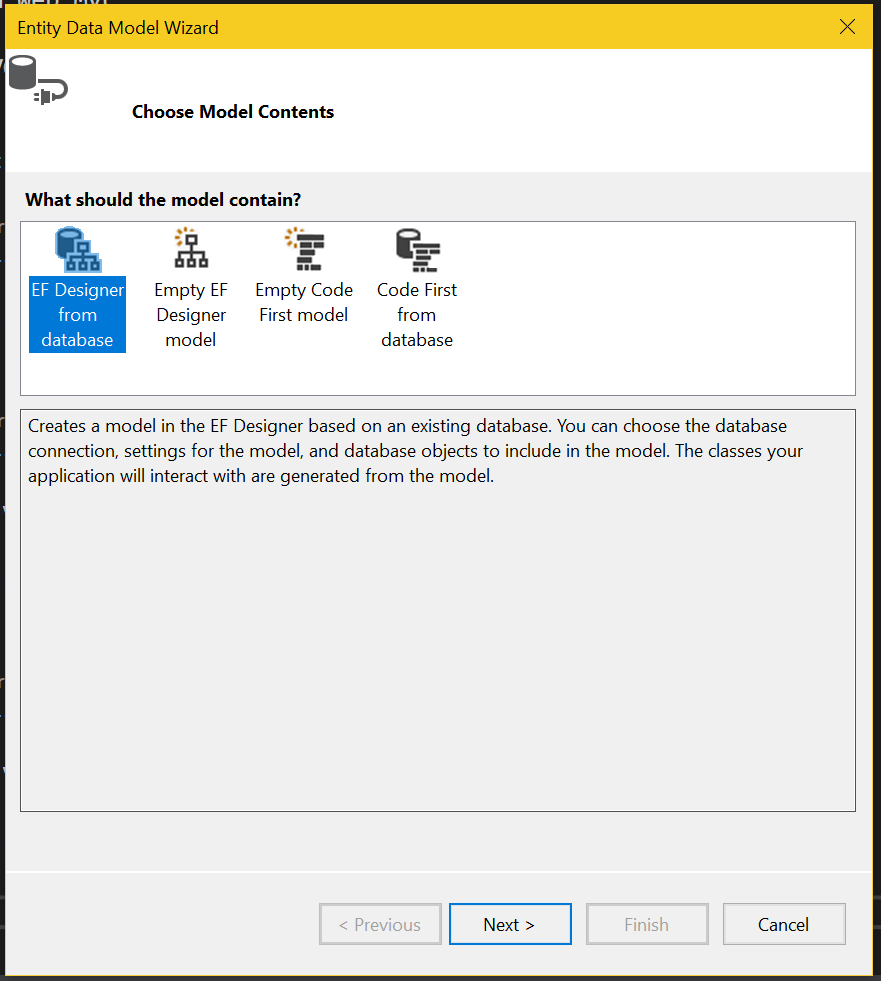 Entity Data Model Wizard
Choose Model Contents
What should the model contain?
EF Designer
from
database
Empty EF
Designer
model
Empty Code
First model
Code First
from
database
Creates a model in the EF Designer based on an existing database. You can choose the database
connection, settings for the model, and database objects to include in the model. The classes your
application will interact with are generated from the model.
< Previous
Next >
Finish
Cancel